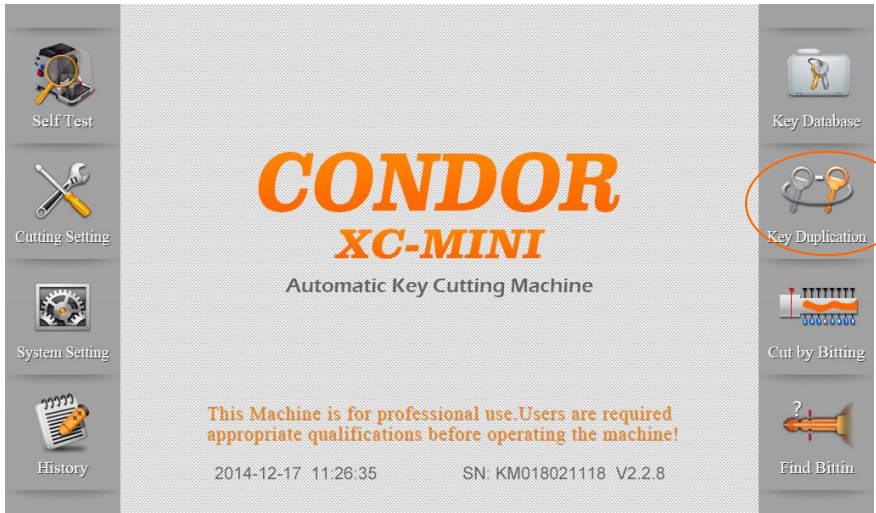 Self Test
Cutting Setting
System Setting
History
CONDOR
XC-MINI
Automatic Key Cutting Machine
This Machine is for professional use.Users are required
appropriate qualifications before operating the machine!
2014-12-17 11:26:35 SN: KM018021118 V2.2.8
Key Database
Key Duplication
Cut by Bitting
?
Find Bittin